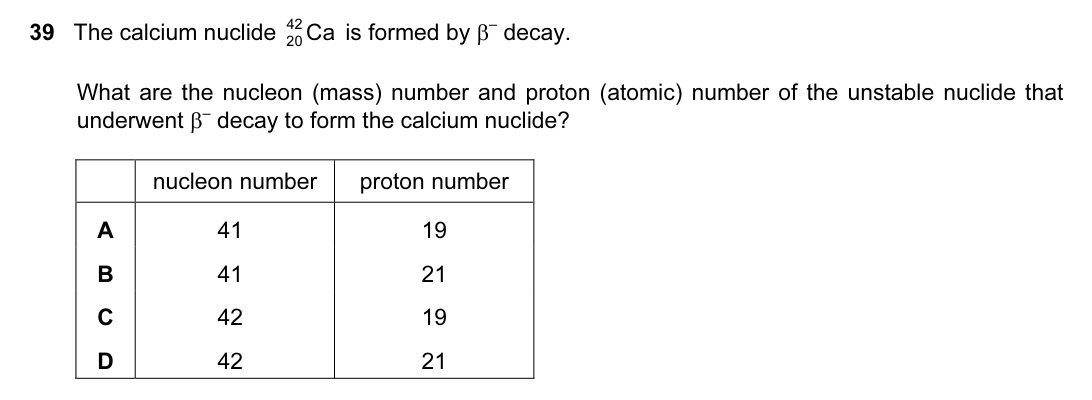 39 The calcium nuclide ⁴²₂₀Ca is formed by β⁻ decay.
What are the nucleon (mass) number and proton (atomic) number of the unstable nuclide that
underwent β⁻ decay to form the calcium nuclide?
nucleon number proton number
A 41 19
B 41 21
C 42 19
D 42 21